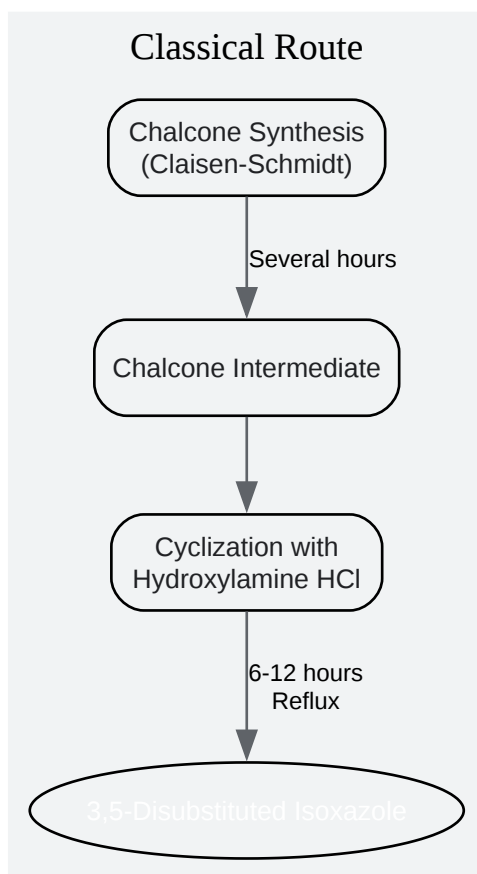 Classical Route
Chalcone Synthesis
(Claisen-Schmidt)
Several hours
Chalcone Intermediate
Cyclization with
Hydroxylamine HCl
6-12 hours
Reflux
3,5-Disubstituted Isoxazole